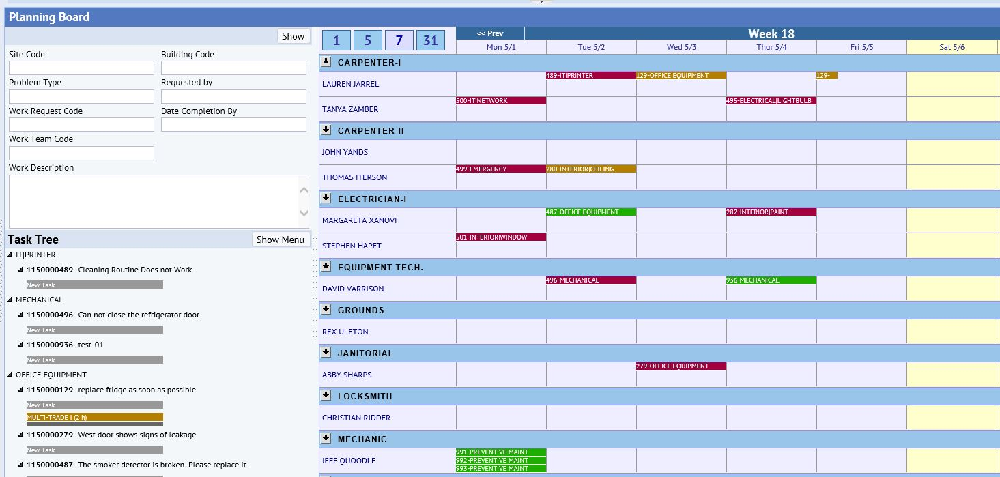 Planning Board
Show
Site Code
Building Code
Problem Type
Requested by
Work Request Code
Date Completion By
Work Team Code
Work Description
Task Tree
Show Menu
IT|PRINTER
1150000489 -Cleaning Routine Does not Work.
New Task
MECHANICAL
1150000496 -Can not close the refrigerator door.
New Task
1150000936 -test_01
New Task
OFFICE EQUIPMENT
1150000129 -replace fridge as soon as possible
New Task
MULTI-TRADE I (2 h)
1150000279 -West door shows signs of leakage
New Task
1150000487 -The smoker detector is broken. Please replace it.
1 5 7 31
<< Prev
Week 18
Mon 5/1 Tue 5/2 Wed 5/3 Thur 5/4 Fri 5/5 Sat 5/6
CARPENTER-I
LAUREN JARREL
489-IT|PRINTER
129-OFFICE EQUIPMENT
129-
TANYA ZAMBER
500-IT|NETWORK
495-ELECTRICAL|LIGHTBULB
CARPENTER-II
JOHN YANDS
THOMAS ITERSON
499-EMERGENCY
280-INTERIOR|CEILING
ELECTRICIAN-I
MARGARETA XANOVI
487-OFFICE EQUIPMENT
282-INTERIOR|PAINT
STEPHEN HAPET
501-INTERIOR|WINDOW
EQUIPMENT TECH.
DAVID VARRISON
496-MECHANICAL
936-MECHANICAL
GROUNDS
REX ULETON
JANITORIAL
ABBY SHARPS
279-OFFICE EQUIPMENT
LOCKSMITH
CHRISTIAN RIDDER
MECHANIC
JEFF QUOODLE
991-PREVENTIVE MAINT
992-PREVENTIVE MAINT
993-PREVENTIVE MAINT